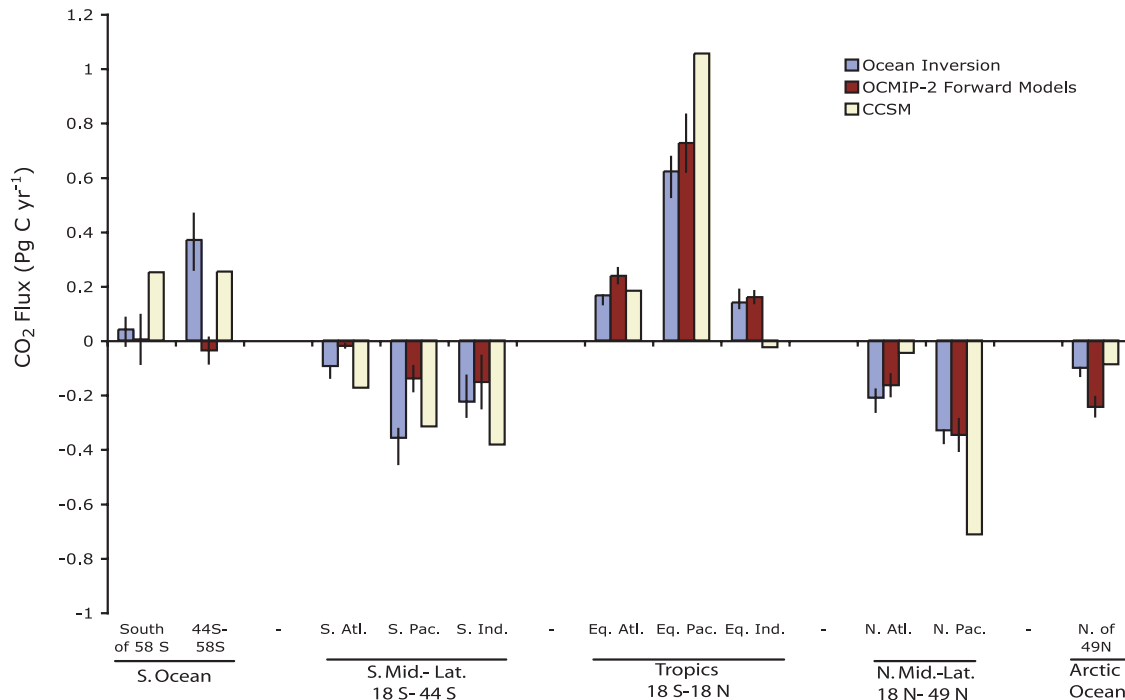 1.2
1
0.8
0.6
0.4
0.2
0
-0.2
-0.4
-0.6
-0.8
-1
CO2 Flux (Pg C yr-1)
Ocean Inversion
OCMIP-2 Forward Models
CCSM
South
of 58 S
44S-
58S
-
S. Atl.
S. Pac.
S. Ind.
-
Eq. Atl.
Eq. Pac.
Eq. Ind.
-
N. Atl.
N. Pac.
-
N. of
49N
S. Ocean
S. Mid.- Lat.
18 S- 44 S
Tropics
18 S-18 N
N. Mid.-Lat.
18 N- 49 N
Arctic
Ocean